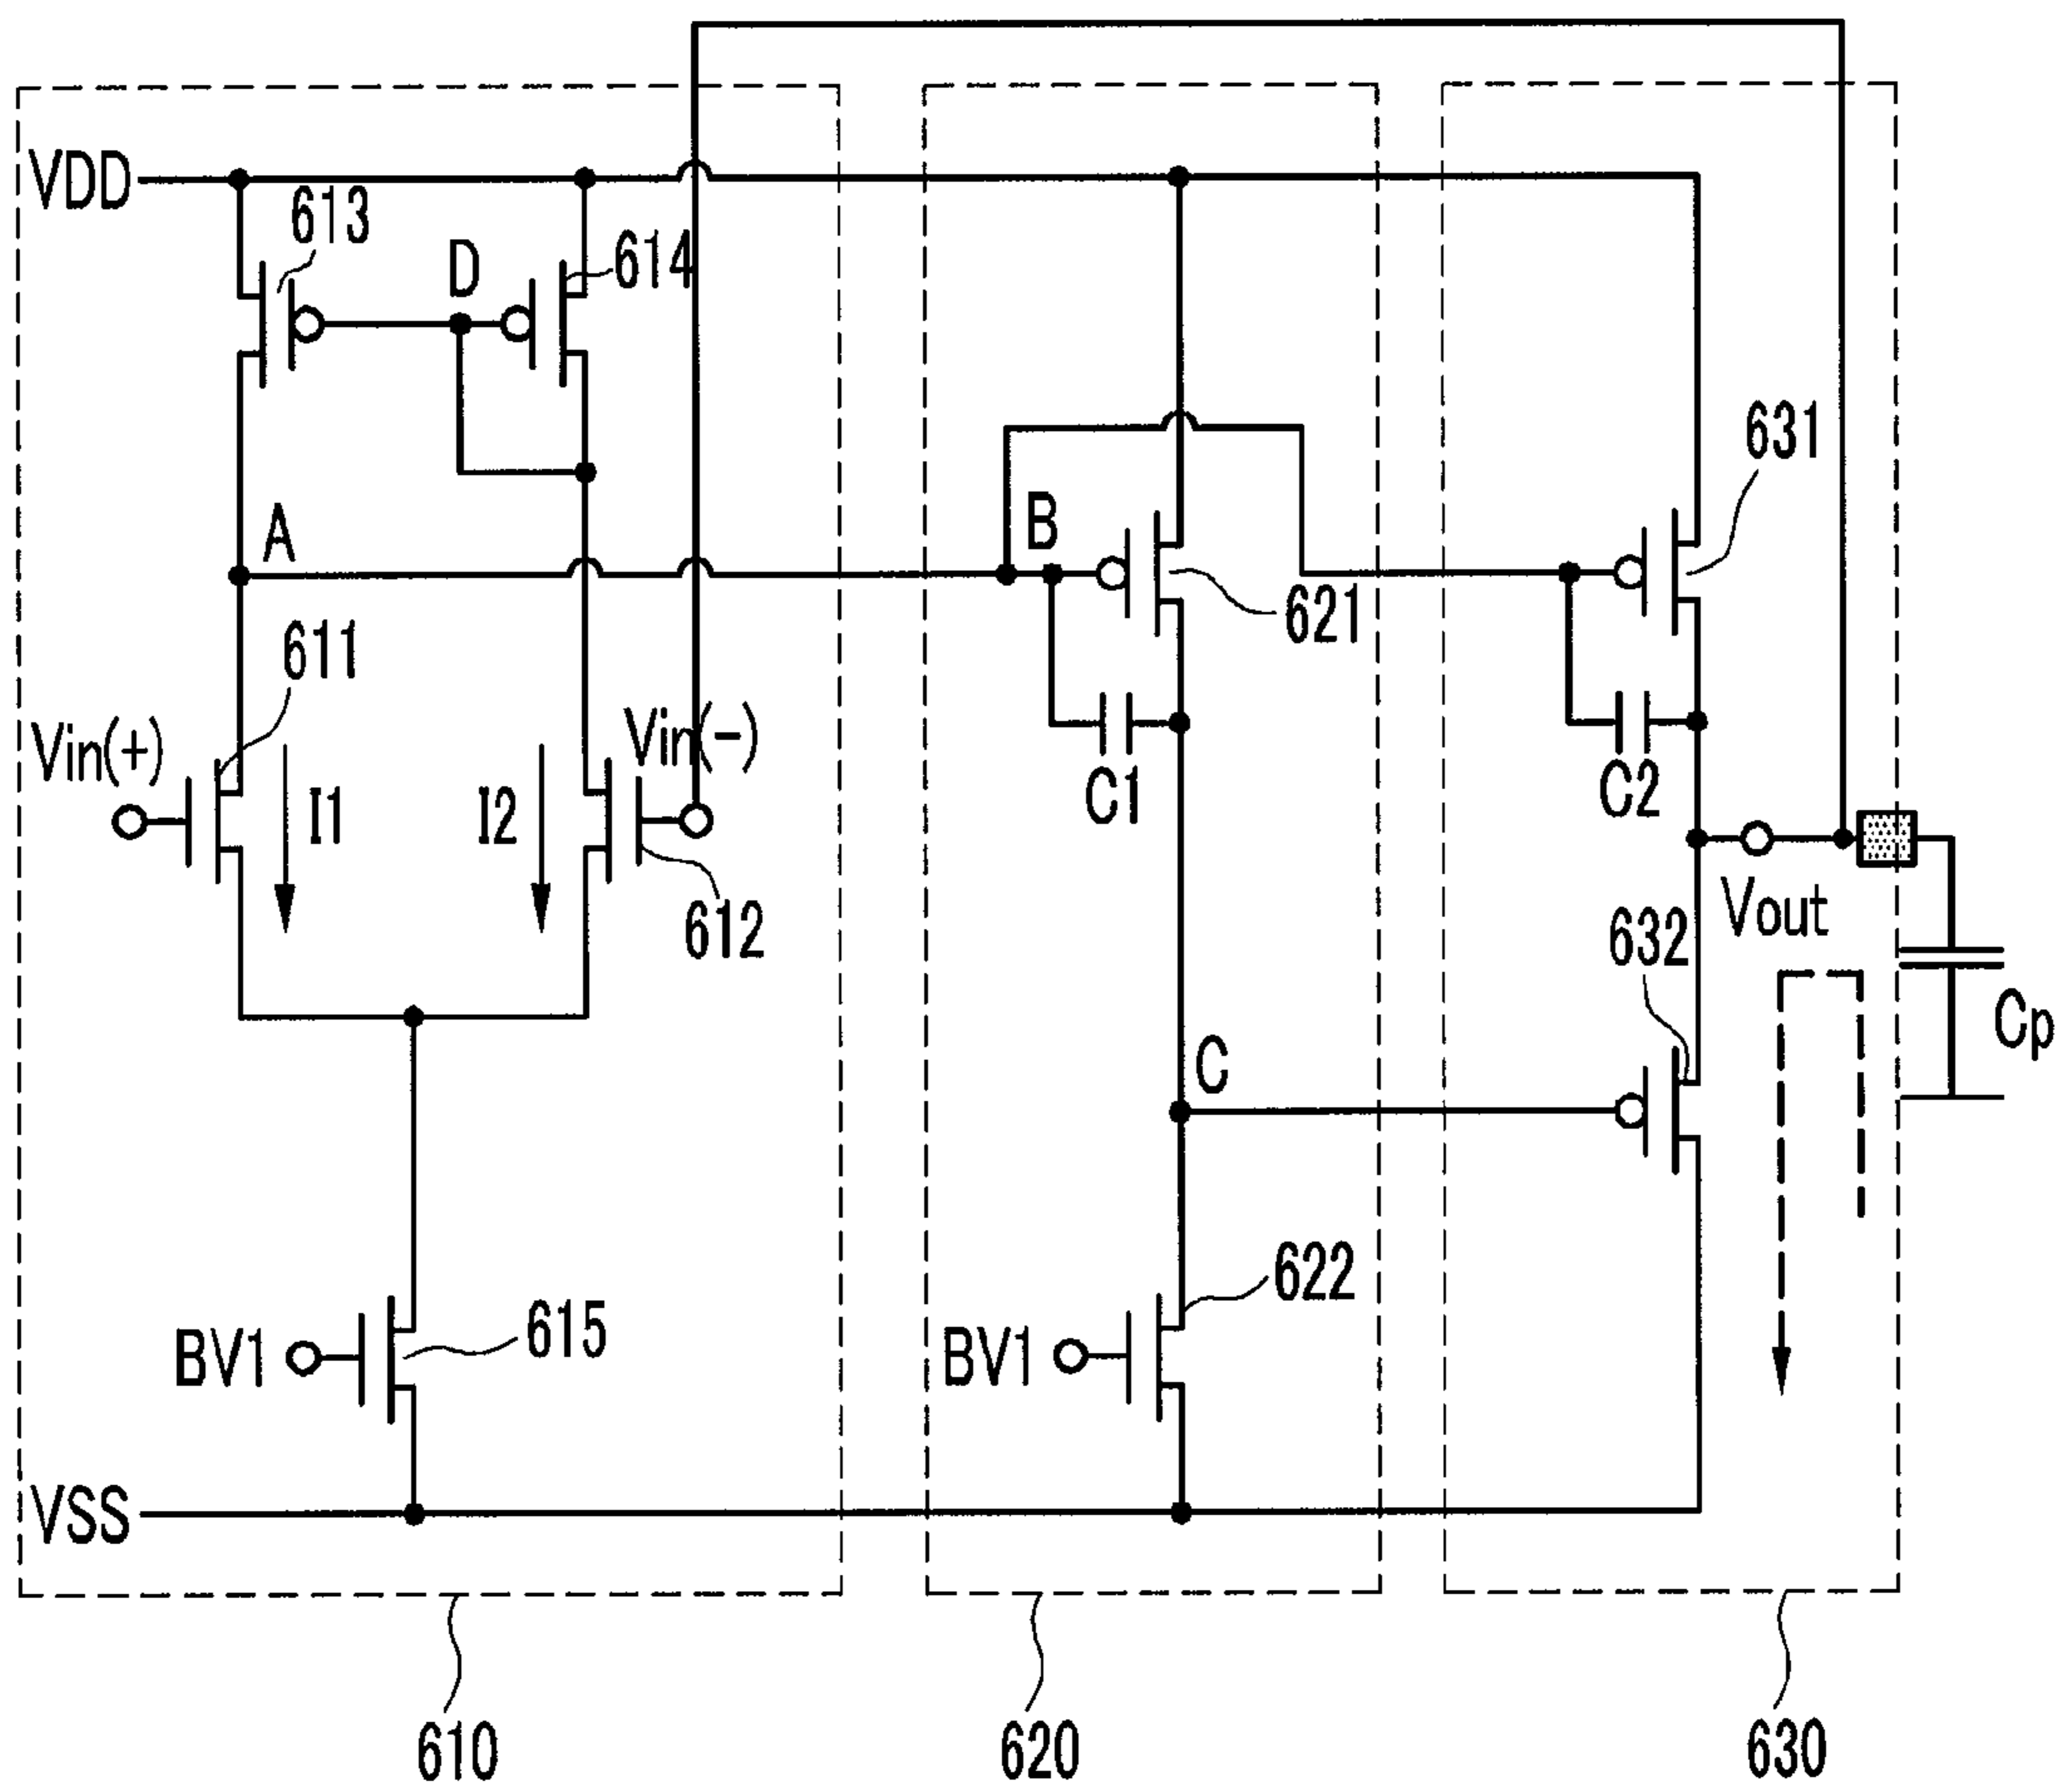 VDD
613
D
614
631
A
B
621
611
Vin(+)
Vin(-)
I1
I2
C1
C2
612
Vout
632
Cp
C
622
BV1
615
BV1
VSS
610
620
630